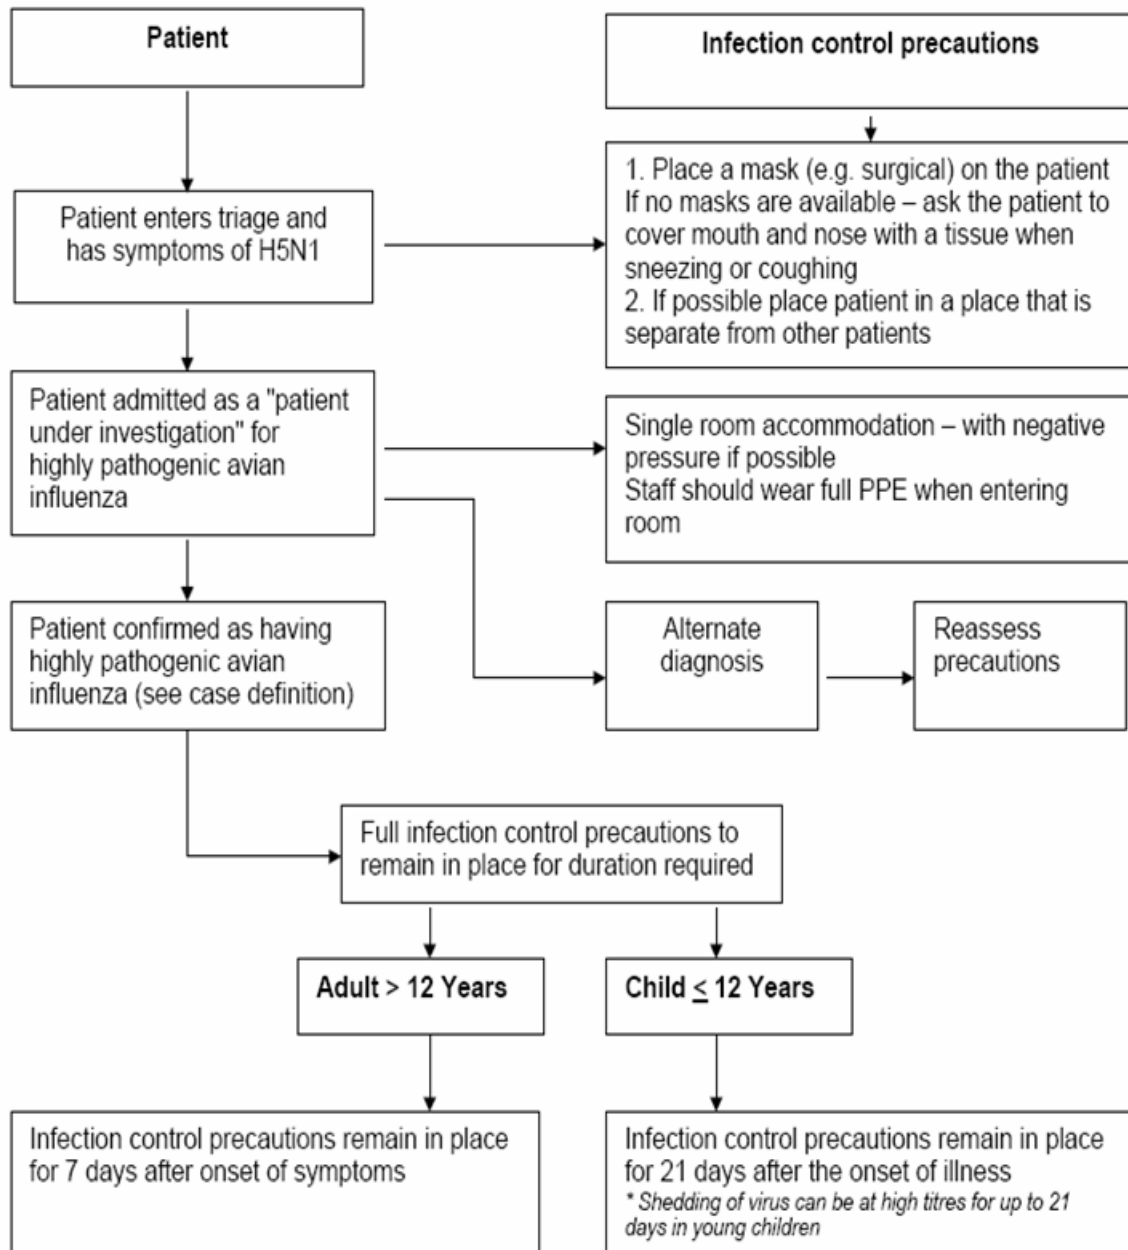 Patient
Infection control precautions
Patient enters triage and
has symptoms of H5N1
1. Place a mask (e.g. surgical) on the patient
If no masks are available – ask the patient to
cover mouth and nose with a tissue when
sneezing or coughing
2. If possible place patient in a place that is
separate from other patients
Patient admitted as a "patient
under investigation" for
highly pathogenic avian
influenza
Single room accommodation – with negative
pressure if possible
Staff should wear full PPE when entering
room
Patient confirmed as having
highly pathogenic avian
influenza (see case definition)
Alternate
diagnosis
Reassess
precautions
Full infection control precautions to
remain in place for duration required
Adult > 12 Years
Child ≤ 12 Years
Infection control precautions remain in place
for 7 days after onset of symptoms
Infection control precautions remain in place
for 21 days after the onset of illness
* Shedding of virus can be at high titres for up to 21
days in young children